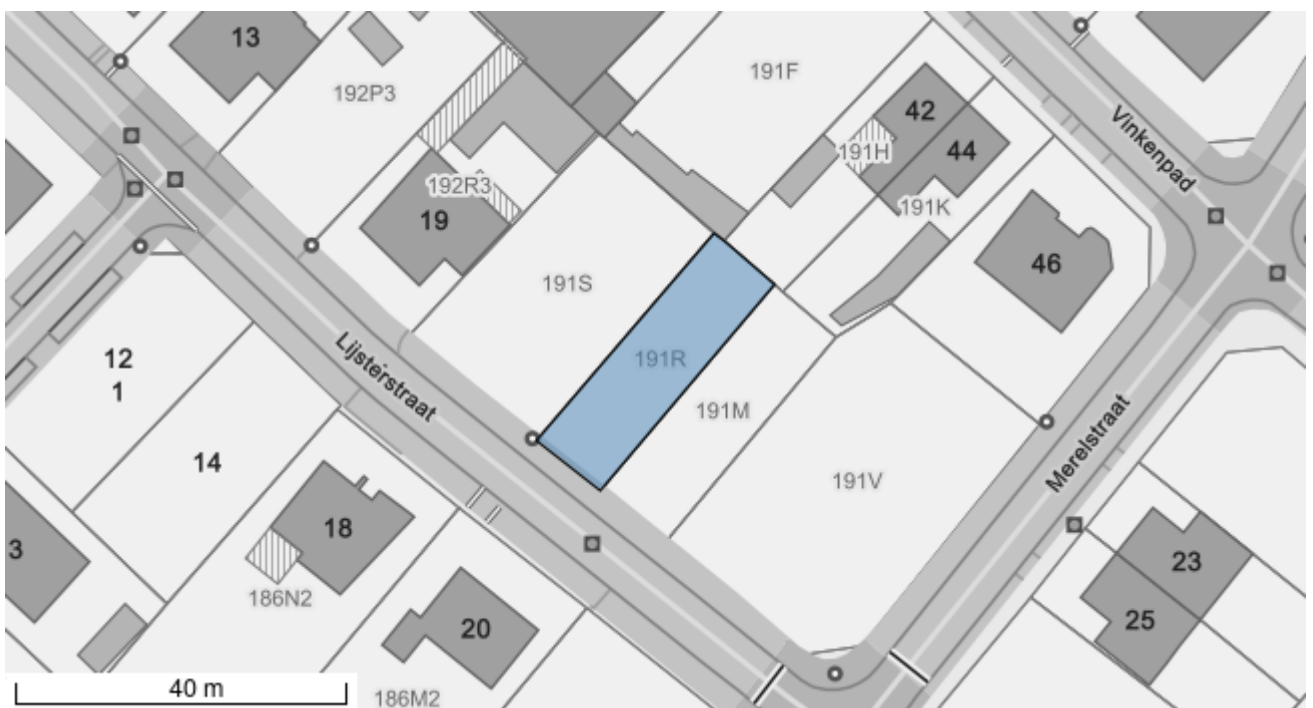 13
192P3
191F
42
44
191H
Vinkenpad
192R3
19
191K
46
191S
Lijsterstraat
12
1
191R
191M
14
Merelstraat
191V
18
3
23
186N2
20
25
40 m
186M2